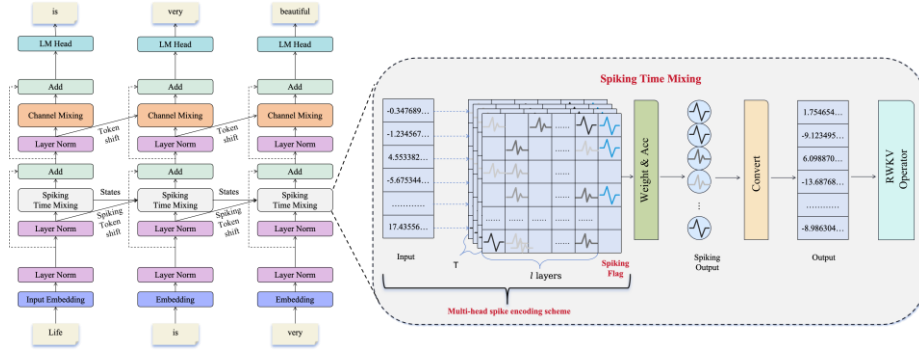 is
very
beautiful
LM Head
LM Head
LM Head
Add
Add
Add
Channel Mixing
Channel Mixing
Channel Mixing
Token
shift
Token
shift
Layer Norm
Layer Norm
Layer Norm
Add
Add
Add
Spiking
Time Mixing
States
Spiking
Time Mixing
States
Spiking
Time Mixing
Spiking
Token
shift
Spiking
Token
shift
Layer Norm
Layer Norm
Layer Norm
Layer Norm
Layer Norm
Layer Norm
Input Embedding
Embedding
Embedding
Life
is
very
Spiking Time Mixing
-0.347689...
-1.234567...
4.553382...
-5.675344...
............
17.43556...
Input
T
......
......
......
......
......
......
......
......
l layers
Spiking
Flag
Multi-head spike encoding scheme
Weight & Acc
...
Spiking
Output
Convert
1.754654...
-9.123495...
6.098870...
-13.68768...
............
-8.986304...
Output
RWKV
Operator